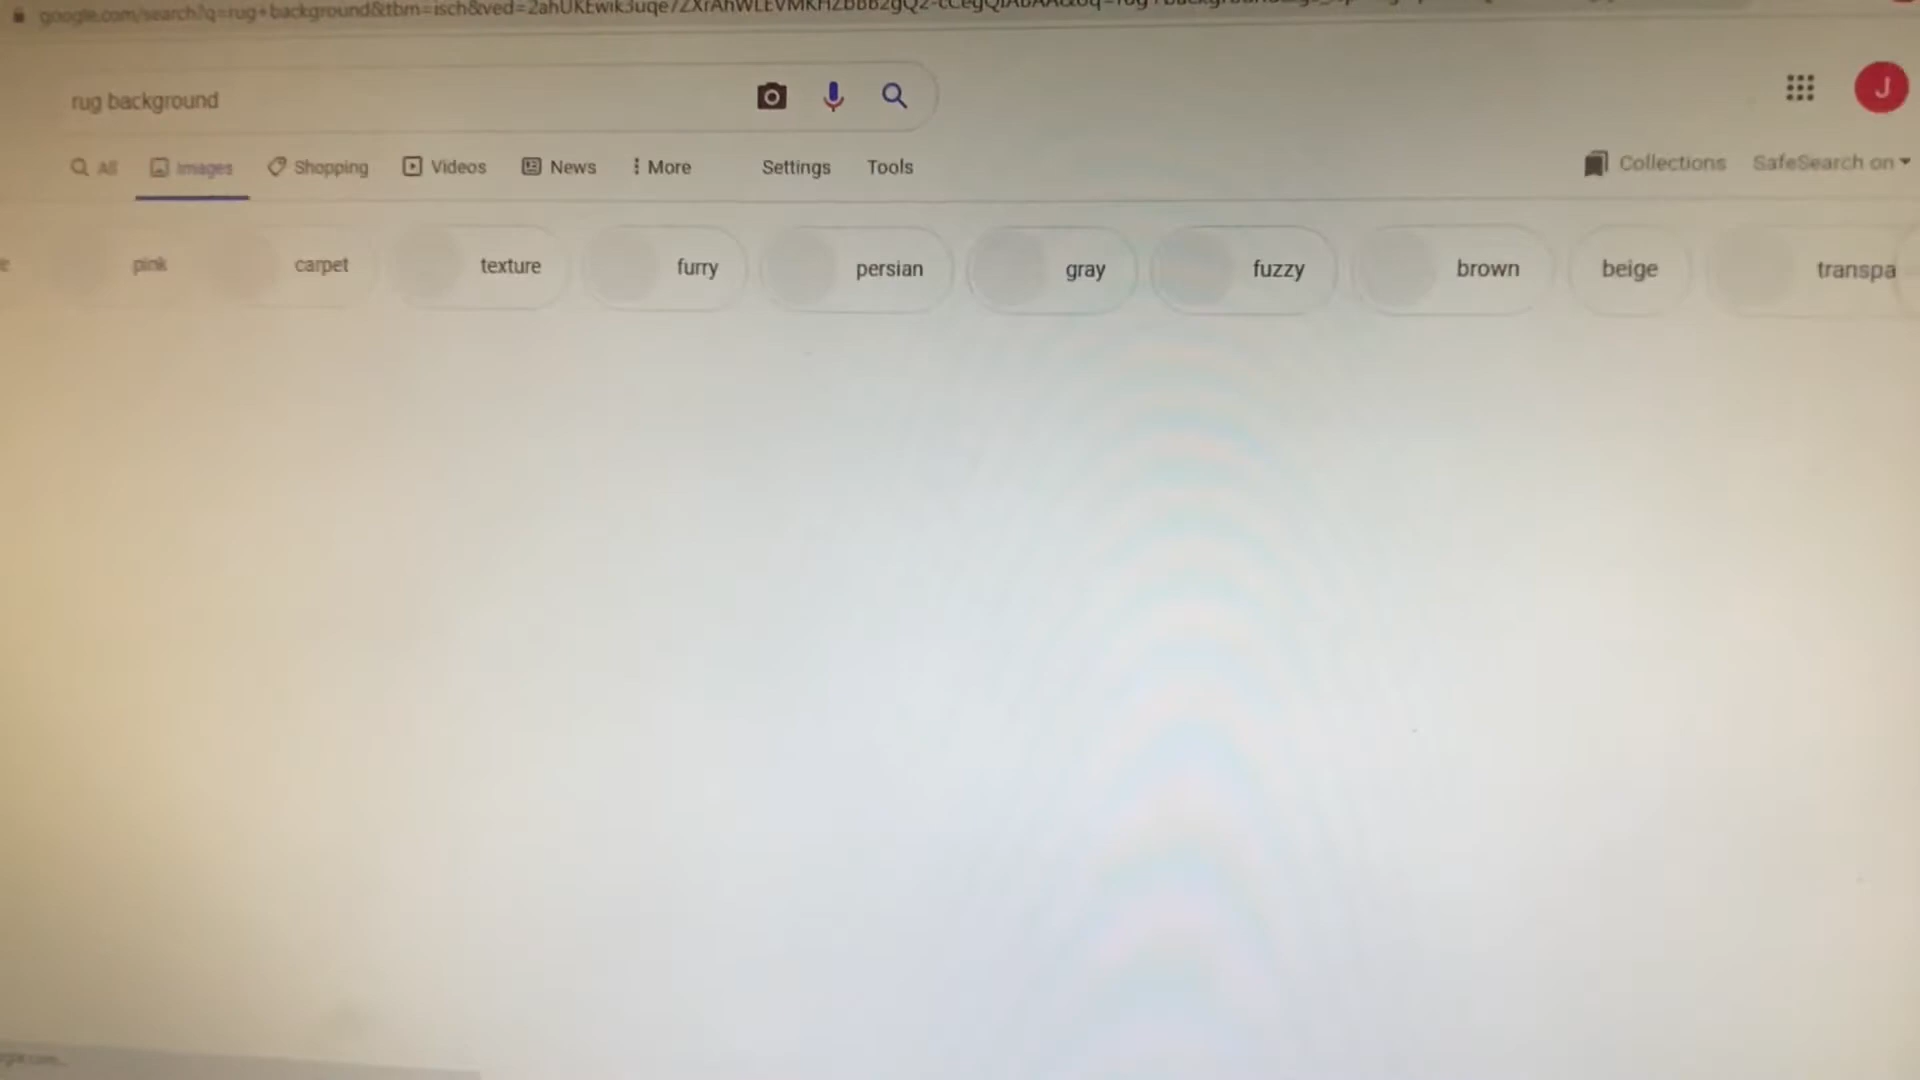 rug background
J
All Images Shopping Videos News More Settings Tools Collections SafeSearch on
pink carpet texture furry persian gray fuzzy brown beige transpa